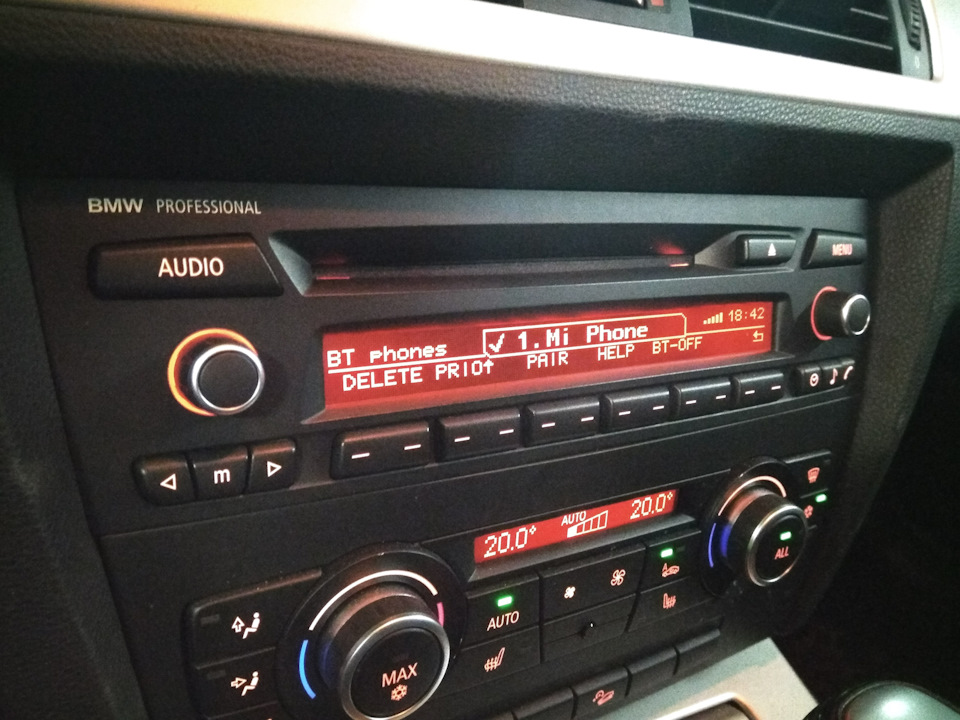 BMW PROFESSIONAL
AUDIO
MENU
BT phones ✓ 1.Mi Phone 18:42
DELETE PRIO↑ PAIR HELP BT-OFF
m
20.0° AUTO 20.0°
ALL
AUTO
MAX